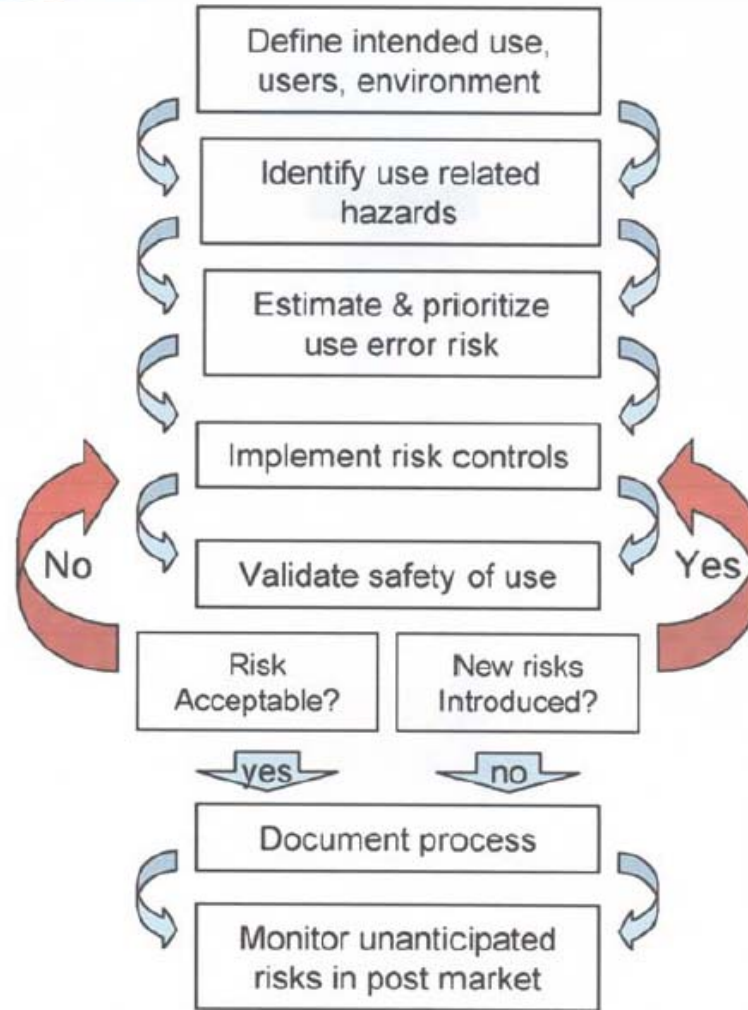 Define intended use,
users, environment
Identify use related
hazards
Estimate & prioritize
use error risk
Implement risk controls
No
Yes
Validate safety of use
Risk
Acceptable?
New risks
Introduced?
yes
no
Document process
Monitor unanticipated
risks in post market